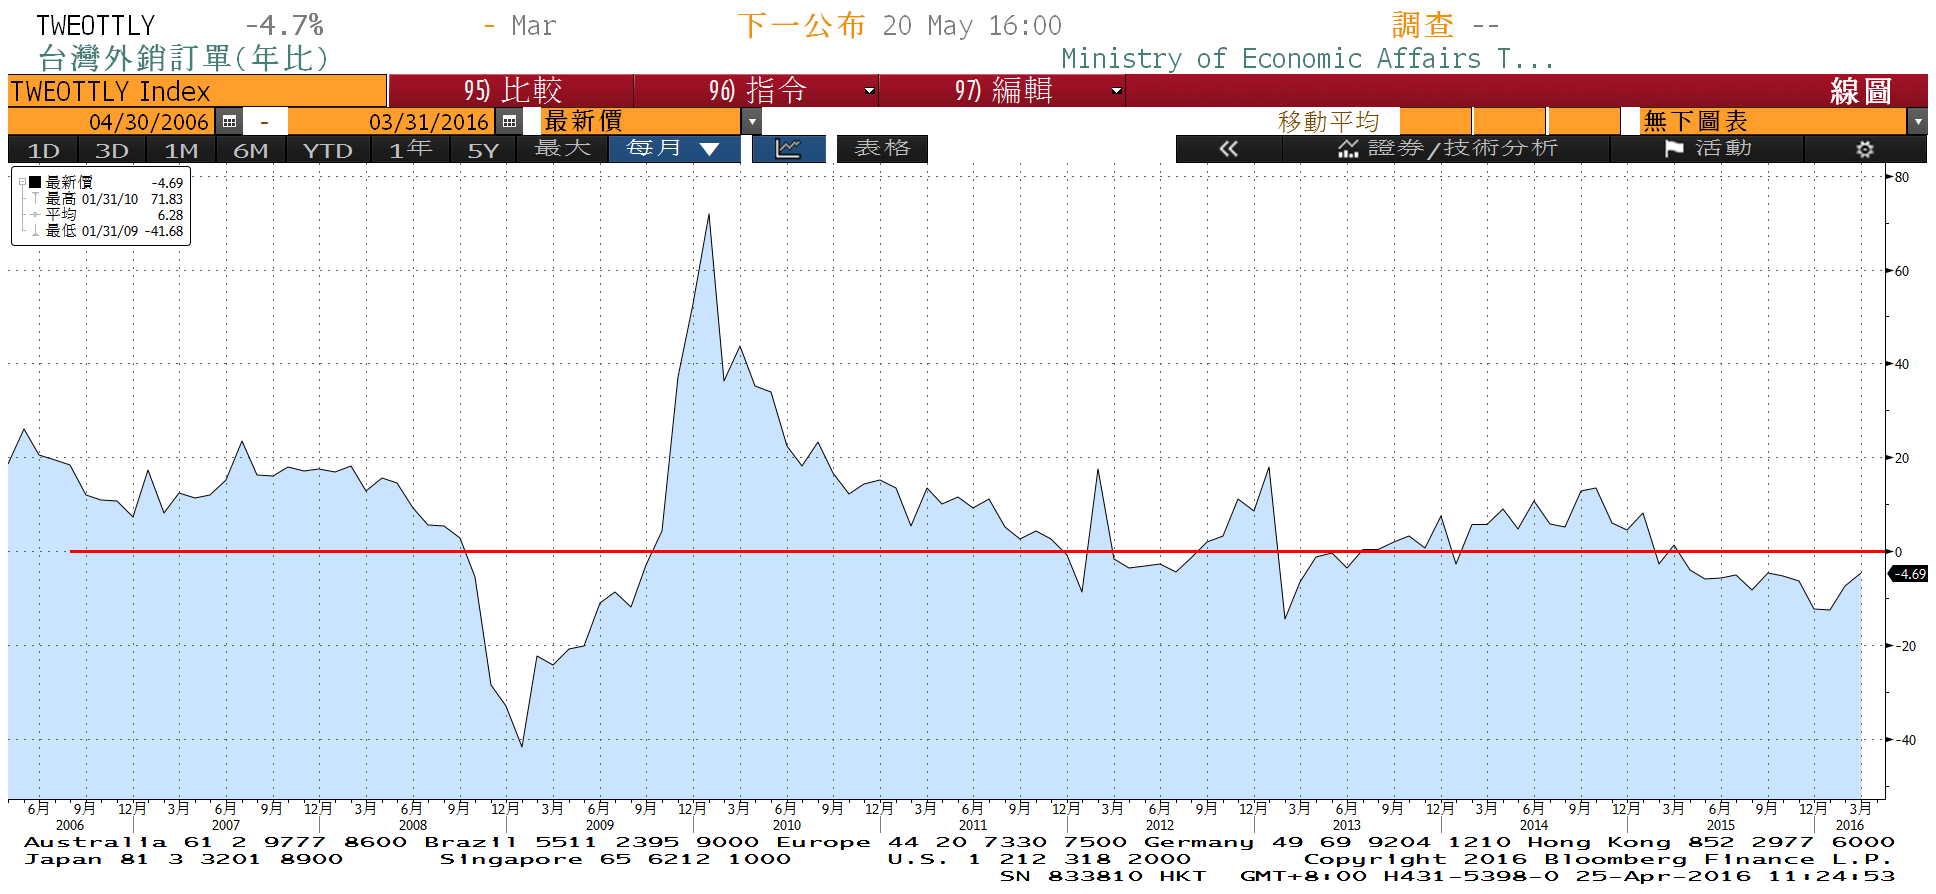 TWEOTTLY -4.7% - Mar 下一公布 20 May 16:00 調查 --
台灣外銷訂單(年比) Ministry of Economic Affairs T...
TWEOTTLY Index 95) 比較 96) 指令 97) 編輯 線圖
04/30/2006 - 03/31/2016 最新價 移動平均 無下圖表
1D 3D 1M 6M YTD 1年 5Y 最大 每月 ▼ 表格 « 證券/技術分析 活動
最新價 -4.69
最高 01/31/10 71.83
平均 6.28
最低 01/31/09 -41.68
80
60
40
20
0
-4.69
-20
-40
6月 9月 12月 3月 6月 9月 12月 3月 6月 9月 12月 3月 6月 9月 12月 3月 6月 9月 12月 3月 6月 9月 12月 3月 6月 9月 12月 3月 6月 9月 12月 3月 6月 9月 12月 3月 6月 9月 12月 3月
2006 2007 2008 2009 2010 2011 2012 2013 2014 2015 2016
Australia 61 2 9777 8600 Brazil 5511 2395 9000 Europe 44 20 7330 7500 Germany 49 69 9204 1210 Hong Kong 852 2977 6000
Japan 81 3 3201 8900 Singapore 65 6212 1000 U.S. 1 212 318 2000 Copyright 2016 Bloomberg Finance L.P.
SN 833810 HKT GMT+8:00 H431-5398-0 25-Apr-2016 11:24:53